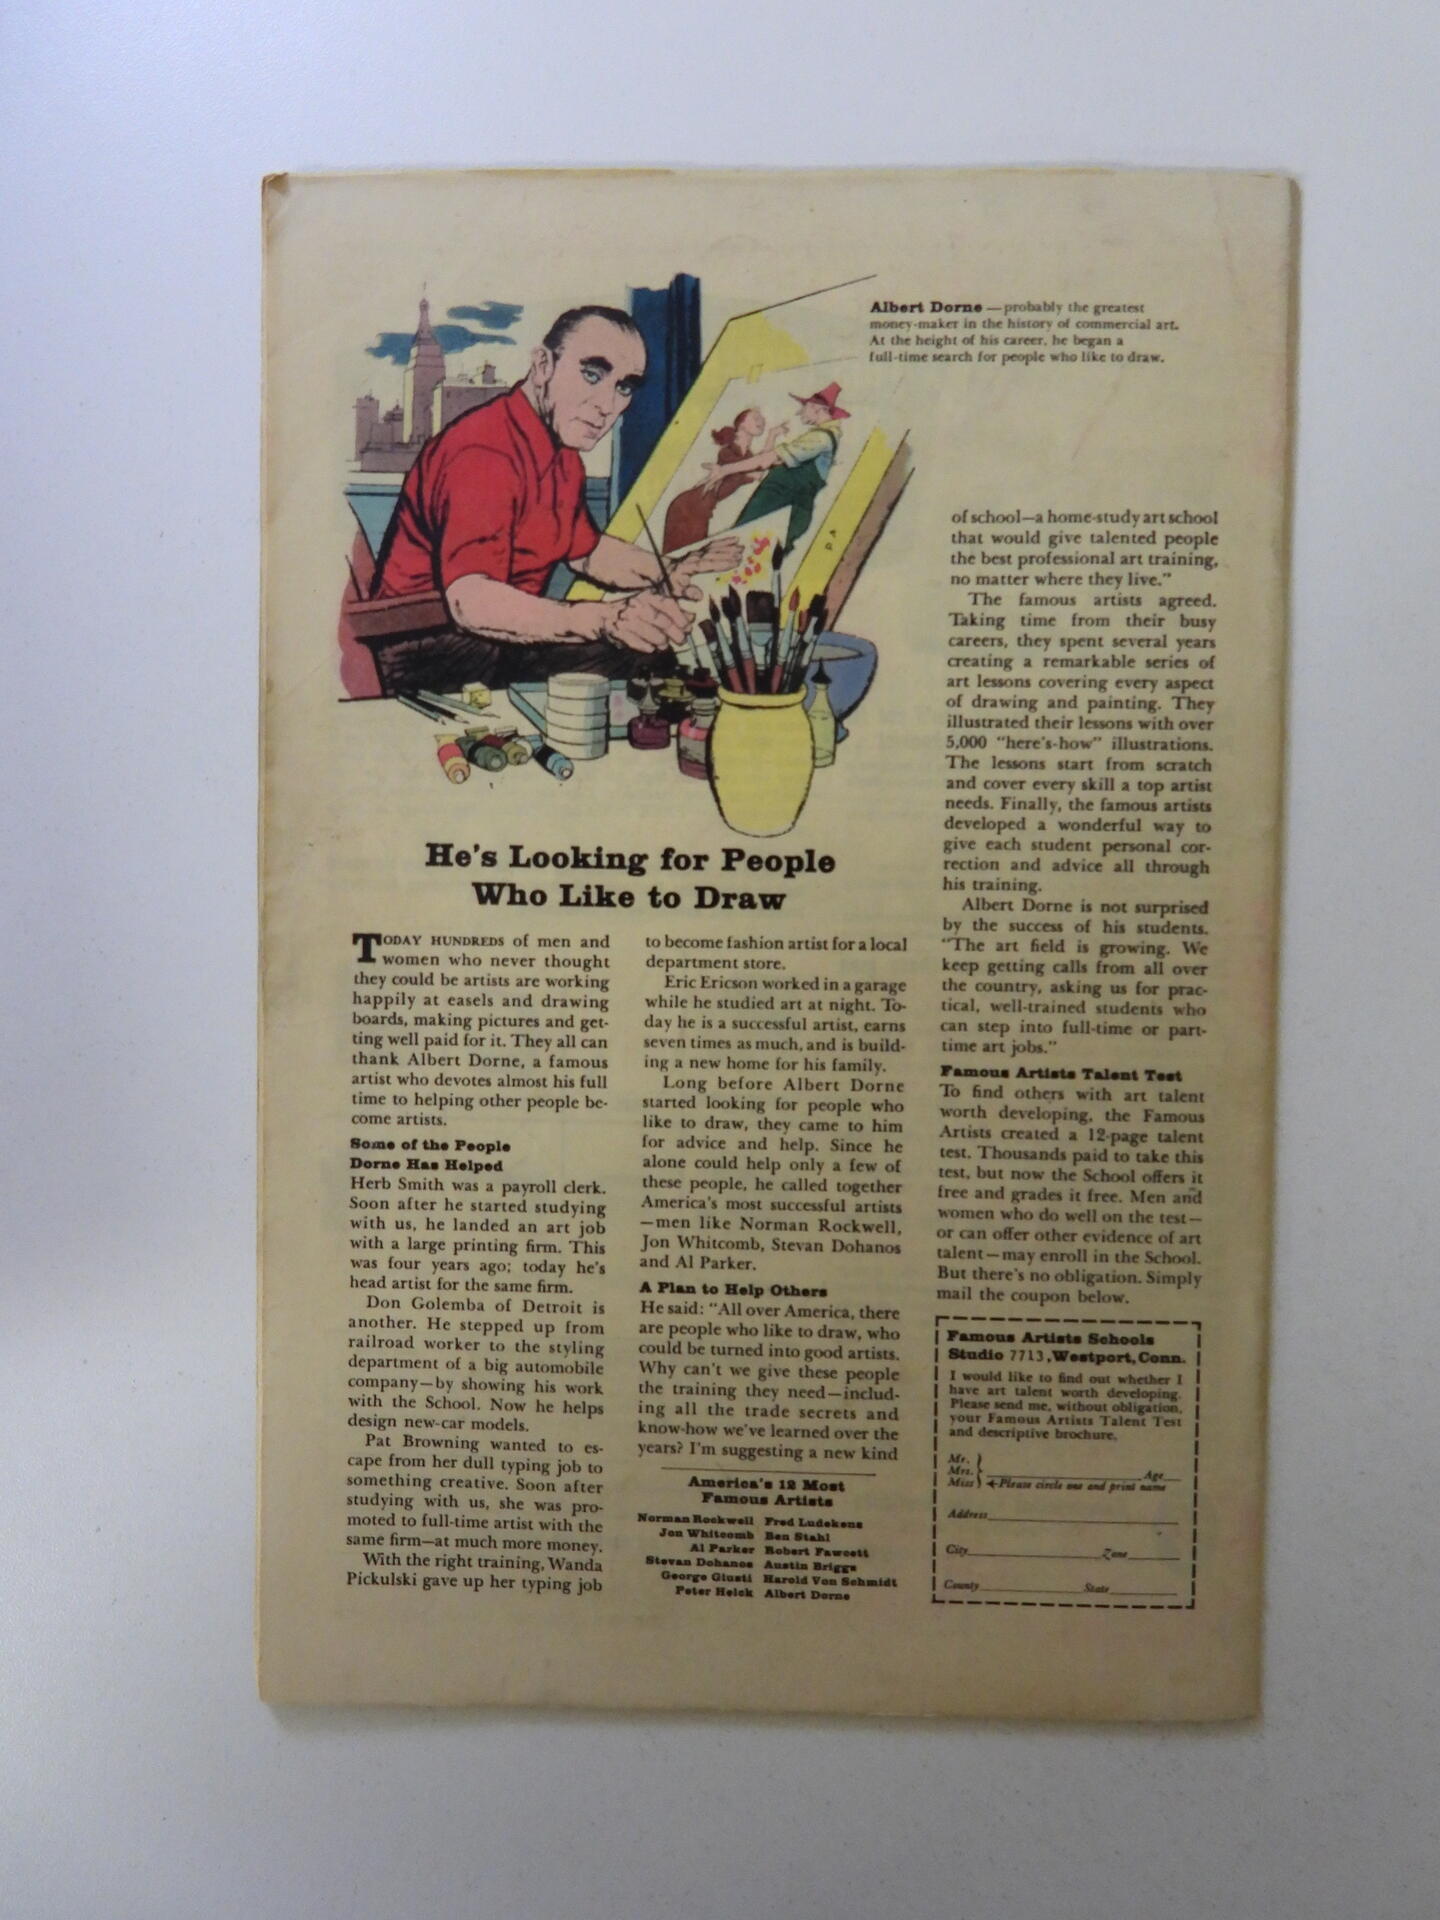 Albert Dorne — probably the greatest
money-maker in the history of commercial art.
At the height of his career, he began a
full-time search for people who like to draw.
He's Looking for People
Who Like to Draw
TODAY HUNDREDS of men and
women who never thought
they could be artists are working
happily at easels and drawing
boards, making pictures and get-
ting well paid for it. They all can
thank Albert Dorne, a famous
artist who devotes almost his full
time to helping other people be-
come artists.
Some of the People
Dorne Has Helped
Herb Smith was a payroll clerk.
Soon after he started studying
with us, he landed an art job
with a large printing firm. This
was four years ago; today he's
head artist for the same firm.
Don Golemba of Detroit is
another. He stepped up from
railroad worker to the styling
department of a big automobile
company—by showing his work
with the School. Now he helps
design new-car models.
Pat Browning wanted to es-
cape from her dull typing job to
something creative. Soon after
studying with us, she was pro-
moted to full-time artist with the
same firm—at much more money.
With the right training, Wanda
Pickulski gave up her typing job
to become fashion artist for a local
department store.
Eric Ericson worked in a garage
while he studied art at night. To-
day he is a successful artist, earns
seven times as much, and is build-
ing a new home for his family.
Long before Albert Dorne
started looking for people who
like to draw, they came to him
for advice and help. Since he
alone could help only a few of
these people, he called together
America's most successful artists
—men like Norman Rockwell,
Jon Whitcomb, Stevan Dohanos
and Al Parker.
A Plan to Help Others
He said: "All over America, there
are people who like to draw, who
could be turned into good artists.
Why can't we give these people
the training they need—includ-
ing all the trade secrets and
know-how we've learned over the
years? I'm suggesting a new kind
America's 12 Most
Famous Artists
Norman Rockwell Fred Ludekens
Jon Whitcomb Ben Stahl
Al Parker Robert Fawcett
Stevan Dohanos Austin Briggs
George Giusti Harold Von Schmidt
Peter Helck Albert Dorne
of school—a home-study art school
that would give talented people
the best professional art training,
no matter where they live."
The famous artists agreed.
Taking time from their busy
careers, they spent several years
creating a remarkable series of
art lessons covering every aspect
of drawing and painting. They
illustrated their lessons with over
5,000 "here's-how" illustrations.
The lessons start from scratch
and cover every skill a top artist
needs. Finally, the famous artists
developed a wonderful way to
give each student personal cor-
rection and advice all through
his training.
Albert Dorne is not surprised
by the success of his students.
"The art field is growing. We
keep getting calls from all over
the country, asking us for prac-
tical, well-trained students who
can step into full-time or part-
time art jobs."
Famous Artists Talent Test
To find others with art talent
worth developing, the Famous
Artists created a 12-page talent
test. Thousands paid to take this
test, but now the School offers it
free and grades it free. Men and
women who do well on the test—
or can offer other evidence of art
talent—may enroll in the School.
But there's no obligation. Simply
mail the coupon below.
Famous Artists Schools
Studio 7713, Westport, Conn.
I would like to find out whether I
have art talent worth developing.
Please send me, without obligation,
your Famous Artists Talent Test
and descriptive brochure.
Mr.
Mrs. Age
Miss Please circle one and print name
Address
City Zone
County State